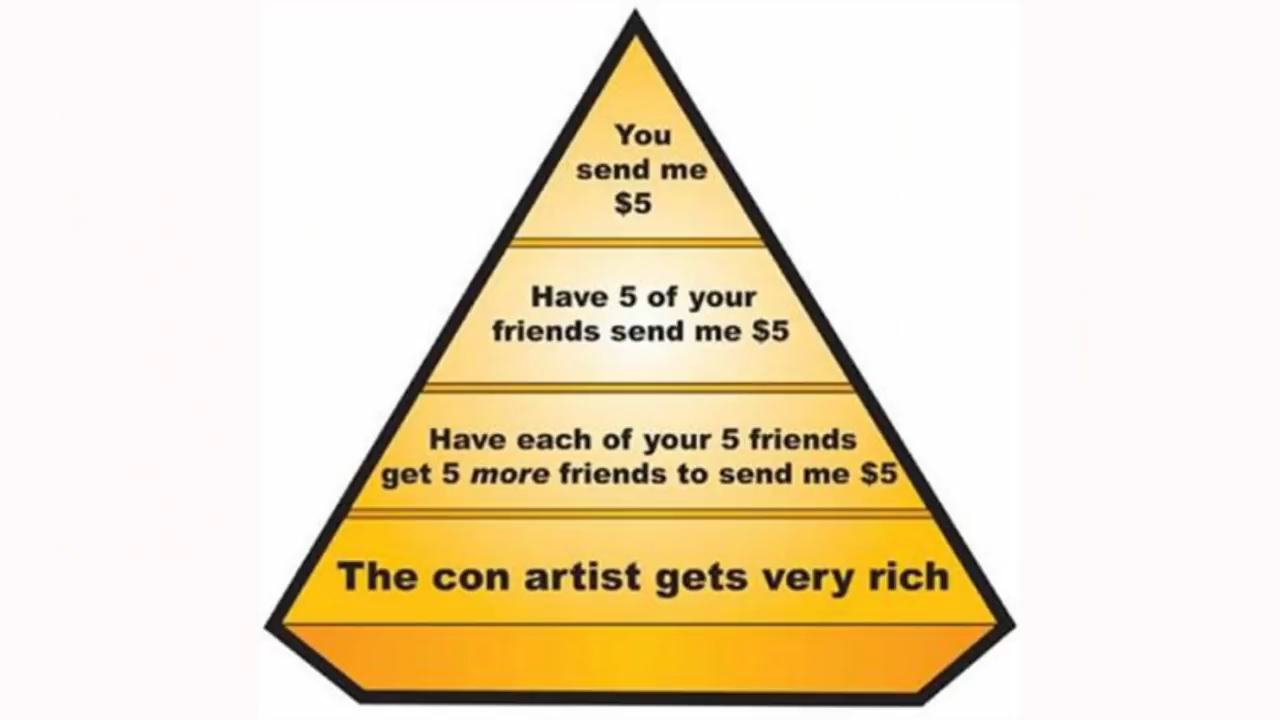 You
send me
$5
Have 5 of your
friends send me $5
Have each of your 5 friends
get 5 more friends to send me $5
The con artist gets very rich